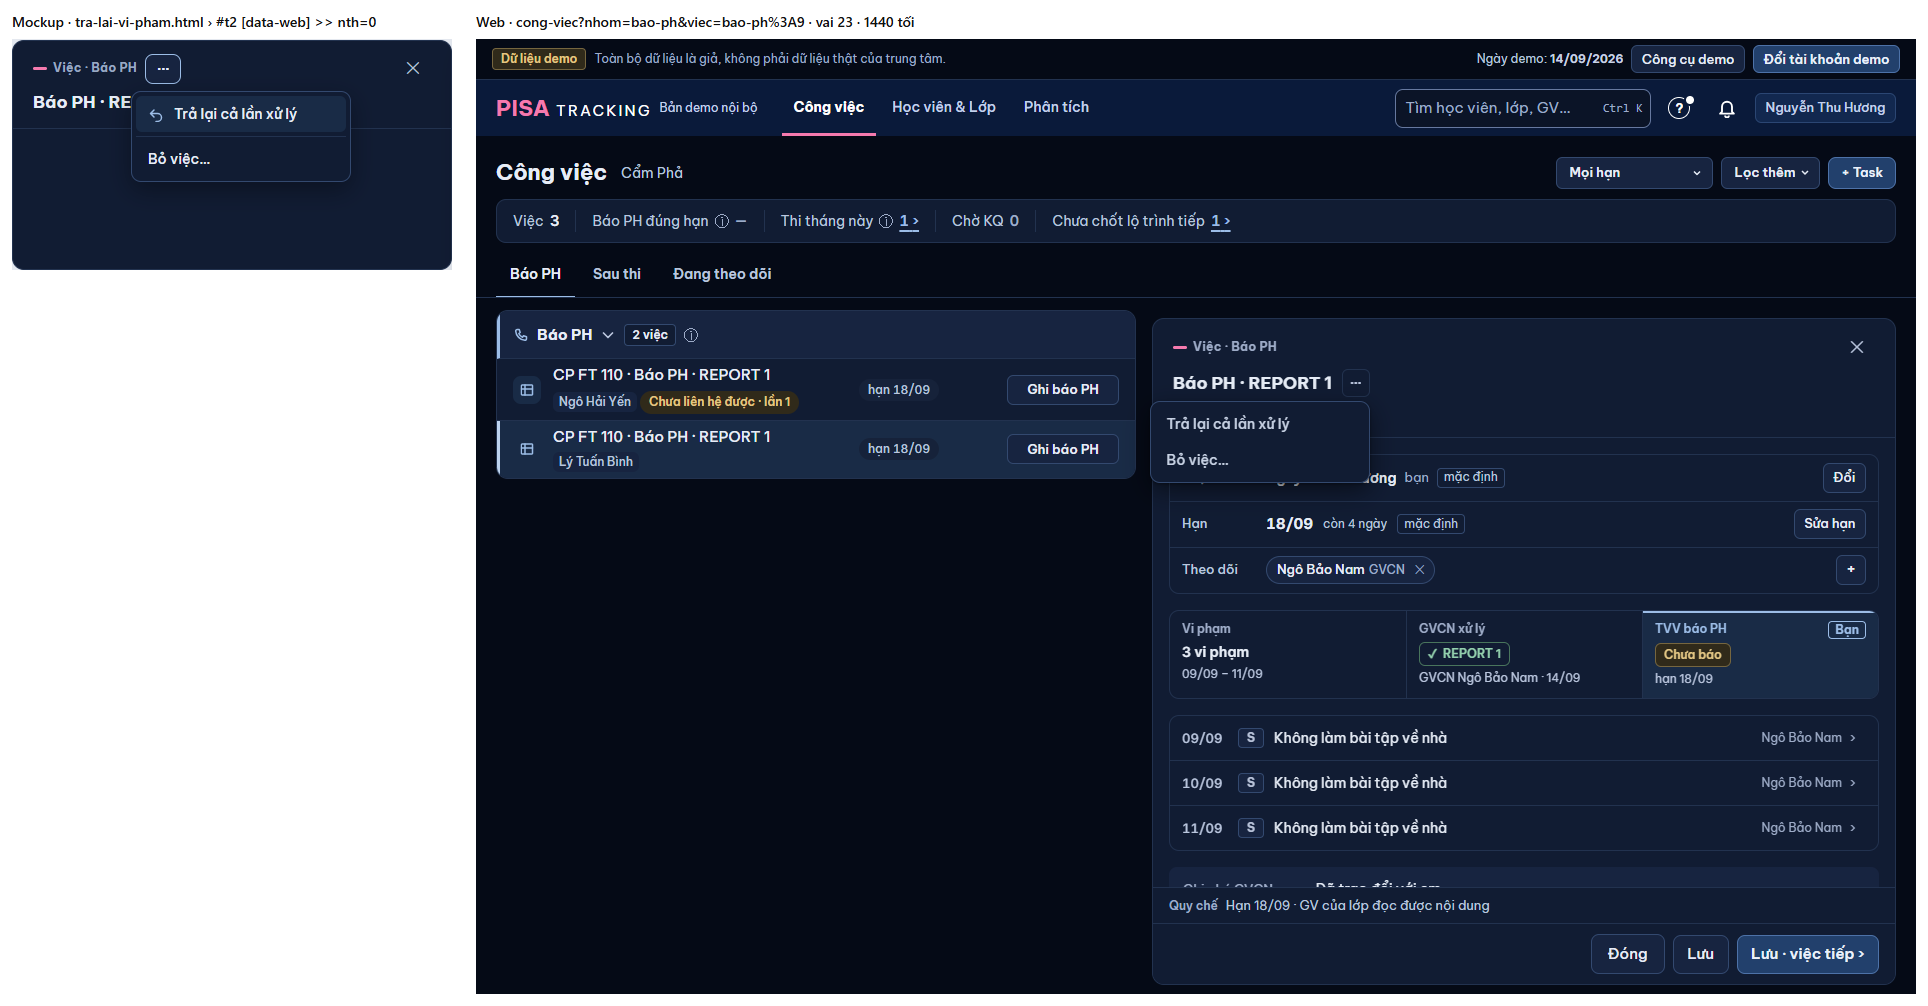 Mockup · tra-lai-vi-pham.html › #t2 [data-web] >> nth=0
Việc · Báo PH ...
Báo PH · RE
Trả lại cả lần xử lý
Bỏ việc...
Web · cong-viec?nhom=bao-ph&viec=bao-ph%3A9 · vai 23 · 1440 tối
Dữ liệu demo Toàn bộ dữ liệu là giả, không phải dữ liệu thật của trung tâm.
Ngày demo: 14/09/2026 Công cụ demo Đổi tài khoản demo
PISA TRACKING Bản demo nội bộ Công việc Học viên & Lớp Phân tích
Tìm học viên, lớp, GV... Ctrl K ? Nguyễn Thu Hương
Công việc Cẩm Phả
Mọi hạn Lọc thêm + Task
Việc 3 Báo PH đúng hạn ⓘ — Thi tháng này ⓘ 1 › Chờ KQ 0 Chưa chốt lộ trình tiếp 1 ›
Báo PH Sau thi Đang theo dõi
Báo PH 2 việc ⓘ
CP FT 110 · Báo PH · REPORT 1
Ngô Hải Yến Chưa liên hệ được · lần 1
hạn 18/09 Ghi báo PH
CP FT 110 · Báo PH · REPORT 1
Lý Tuấn Bình
hạn 18/09 Ghi báo PH
Việc · Báo PH
Báo PH · REPORT 1 ...
Trả lại cả lần xử lý
Bỏ việc...
ương bạn mặc định Đổi
Hạn 18/09 còn 4 ngày mặc định Sửa hạn
Theo dõi Ngô Bảo Nam GVCN × +
Vi phạm
3 vi phạm
09/09 – 11/09
GVCN xử lý
✓ REPORT 1
GVCN Ngô Bảo Nam · 14/09
TVV báo PH Bạn
Chưa báo
hạn 18/09
09/09 S Không làm bài tập về nhà Ngô Bảo Nam ›
10/09 S Không làm bài tập về nhà Ngô Bảo Nam ›
11/09 S Không làm bài tập về nhà Ngô Bảo Nam ›
Quy chế Hạn 18/09 · GV của lớp đọc được nội dung
Đóng Lưu Lưu · việc tiếp ›